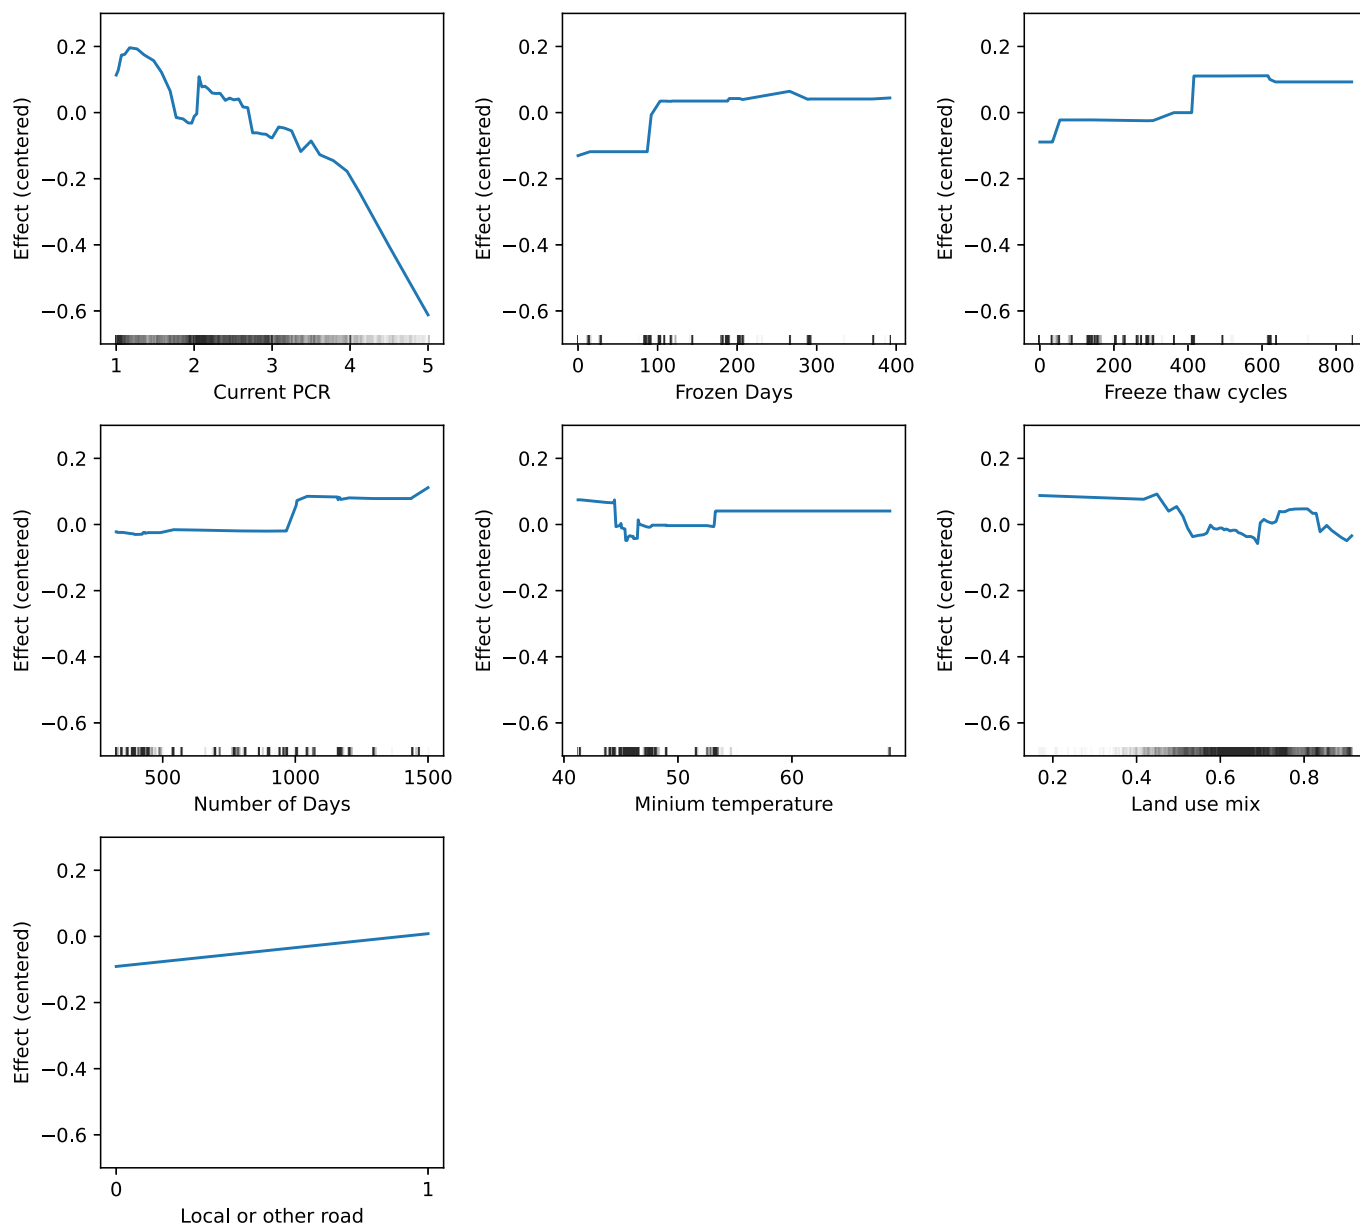 0.2
0.0
−0.2
−0.4
−0.6
Effect (centered)
1 2 3 4 5
Current PCR
0.2
0.0
−0.2
−0.4
−0.6
Effect (centered)
0 100 200 300 400
Frozen Days
0.2
0.0
−0.2
−0.4
−0.6
Effect (centered)
0 200 400 600 800
Freeze thaw cycles
0.2
0.0
−0.2
−0.4
−0.6
Effect (centered)
500 1000 1500
Number of Days
0.2
0.0
−0.2
−0.4
−0.6
Effect (centered)
40 50 60
Minium temperature
0.2
0.0
−0.2
−0.4
−0.6
Effect (centered)
0.2 0.4 0.6 0.8
Land use mix
0.2
0.0
−0.2
−0.4
−0.6
Effect (centered)
0 1
Local or other road